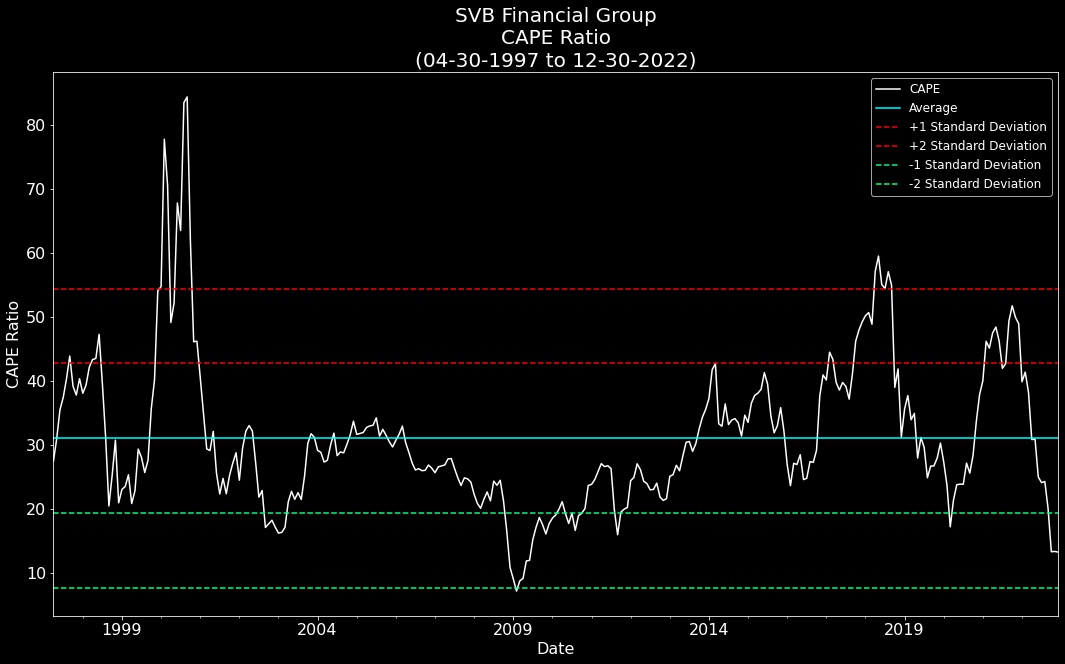 SVB Financial Group
CAPE Ratio
(04-30-1997 to 12-30-2022)
CAPE
Average
+1 Standard Deviation
+2 Standard Deviation
-1 Standard Deviation
-2 Standard Deviation
CAPE Ratio
80
70
60
50
40
30
20
10
1999
2004
2009
2014
2019
Date